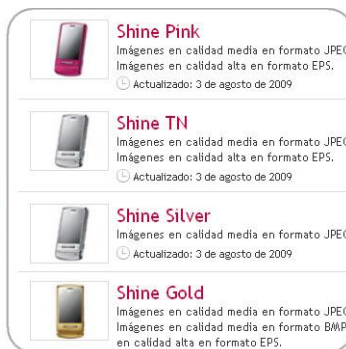 Shine Pink
Imágenes en calidad media en formato JPEG
Imágenes en calidad alta en formato EPS.
Actualizado: 3 de agosto de 2009
Shine TN
Imágenes en calidad media en formato JPEG
Imágenes en calidad alta en formato EPS.
Actualizado: 3 de agosto de 2009
Shine Silver
Imágenes en calidad media en formato JPEG
Actualizado: 3 de agosto de 2009
Shine Gold
Imágenes en calidad media en formato JPEG
Imágenes en calidad media en formato BMP
en calidad alta en formato EPS.